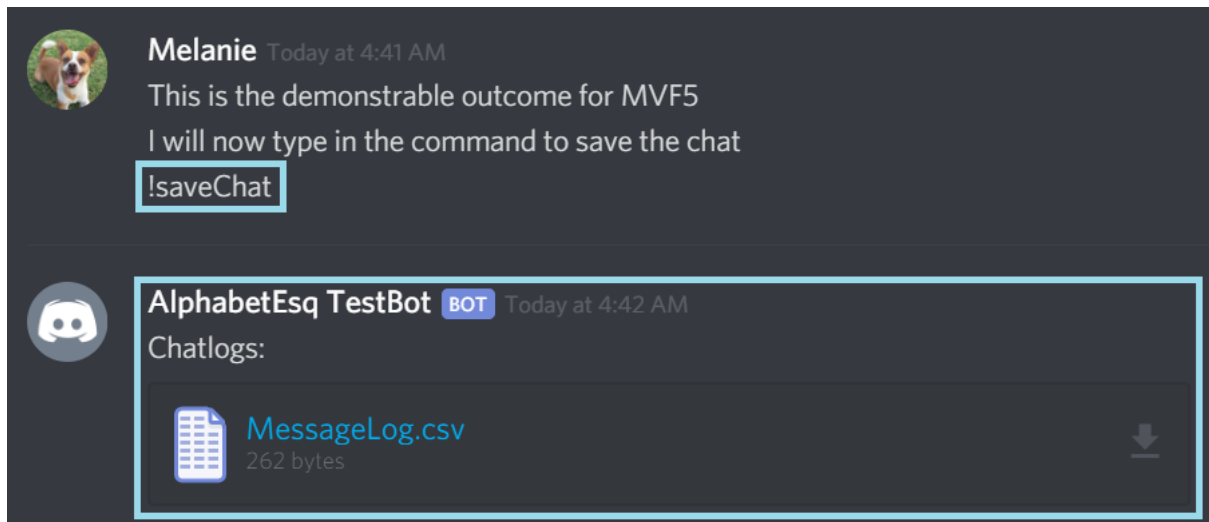 Melanie Today at 4:41 AM
This is the demonstrable outcome for MVF5
I will now type in the command to save the chat
!saveChat
AlphabetEsq TestBot BOT Today at 4:42 AM
Chatlogs:
MessageLog.csv
262 bytes